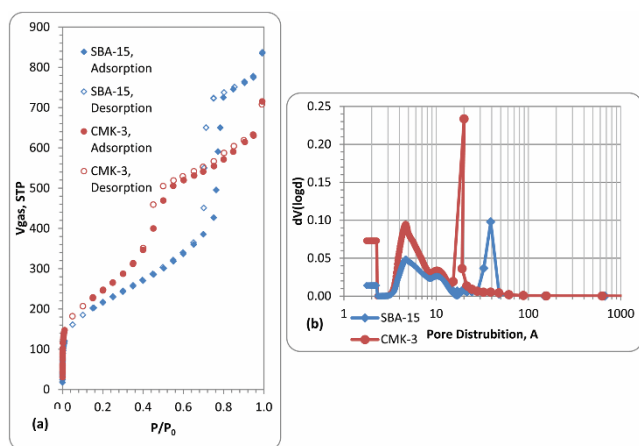 900
800
700
600
500
400
300
200
100
0
Vgas, STP
SBA-15,
Adsorption
SBA-15,
Desorption
CMK-3,
Adsorption
CMK-3,
Desorption
0.0 0.2 0.4 0.6 0.8 1.0
(a)
P/P0
0.25
0.20
0.15
0.10
0.05
0.00
dV(logd)
1 10 100 1000
SBA-15
Pore Distrubition, A
(b)
CMK-3